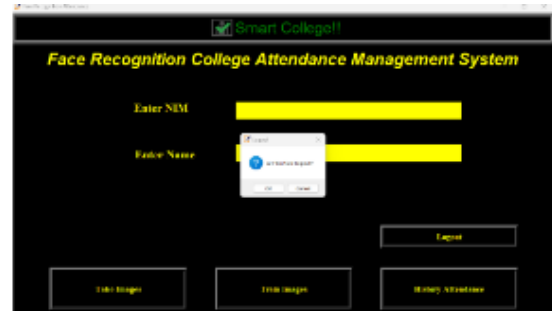 Smart College!!
Face Recognition College Attendance Management System
Enter NIM
Enter Name
Logout
Take Images
Train Images
History Attendance